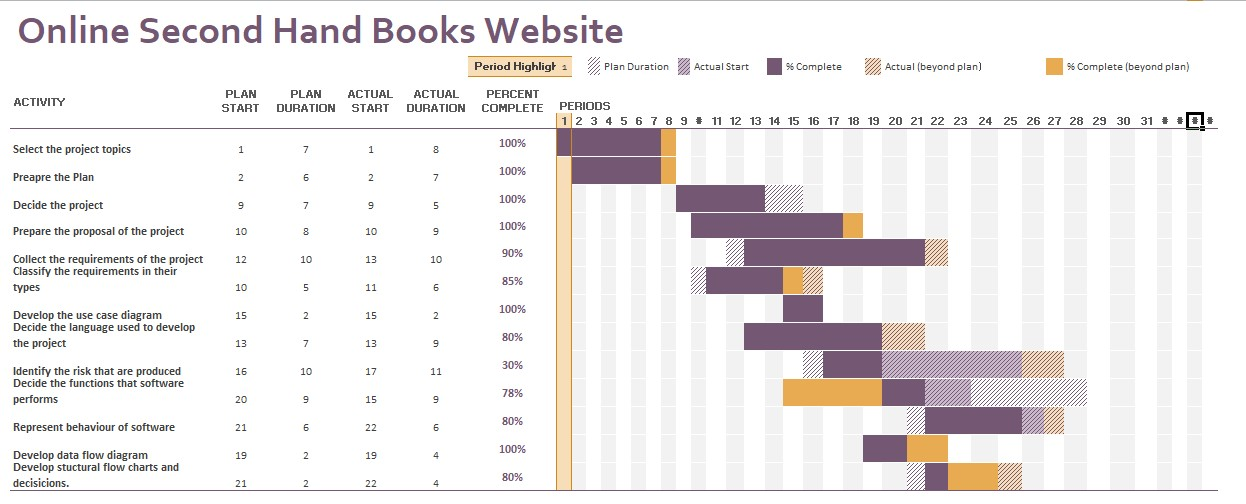 Online Second Hand Books Website
Period Highligt 1 Plan Duration Actual Start % Complete Actual (beyond plan) % Complete (beyond plan)
PLAN PLAN ACTUAL ACTUAL PERCENT
ACTIVITY START DURATION START DURATION COMPLETE PERIODS
1 2 3 4 5 6 7 8 9 # 11 12 13 14 15 16 17 18 19 20 21 22 23 24 25 26 27 28 29 30 31 # # # #
Select the project topics 1 7 1 8 100%
Preapre the Plan 2 6 2 7 100%
Decide the project 9 7 9 5 100%
Prepare the proposal of the project 10 8 10 9 100%
Collect the requirements of the project 12 10 13 10 90%
Classify the requirements in their
types 10 5 11 6 85%
Develop the use case diagram 15 2 15 2 100%
Decide the language used to develop
the project 13 7 13 9 80%
Identify the risk that are produced 16 10 17 11 30%
Decide the functions that software
performs 20 9 15 9 78%
Represent behaviour of software 21 6 22 6 80%
Develop data flow diagram 19 2 19 4 100%
Develop stuctural flow charts and
decisicions. 21 2 22 4 80%